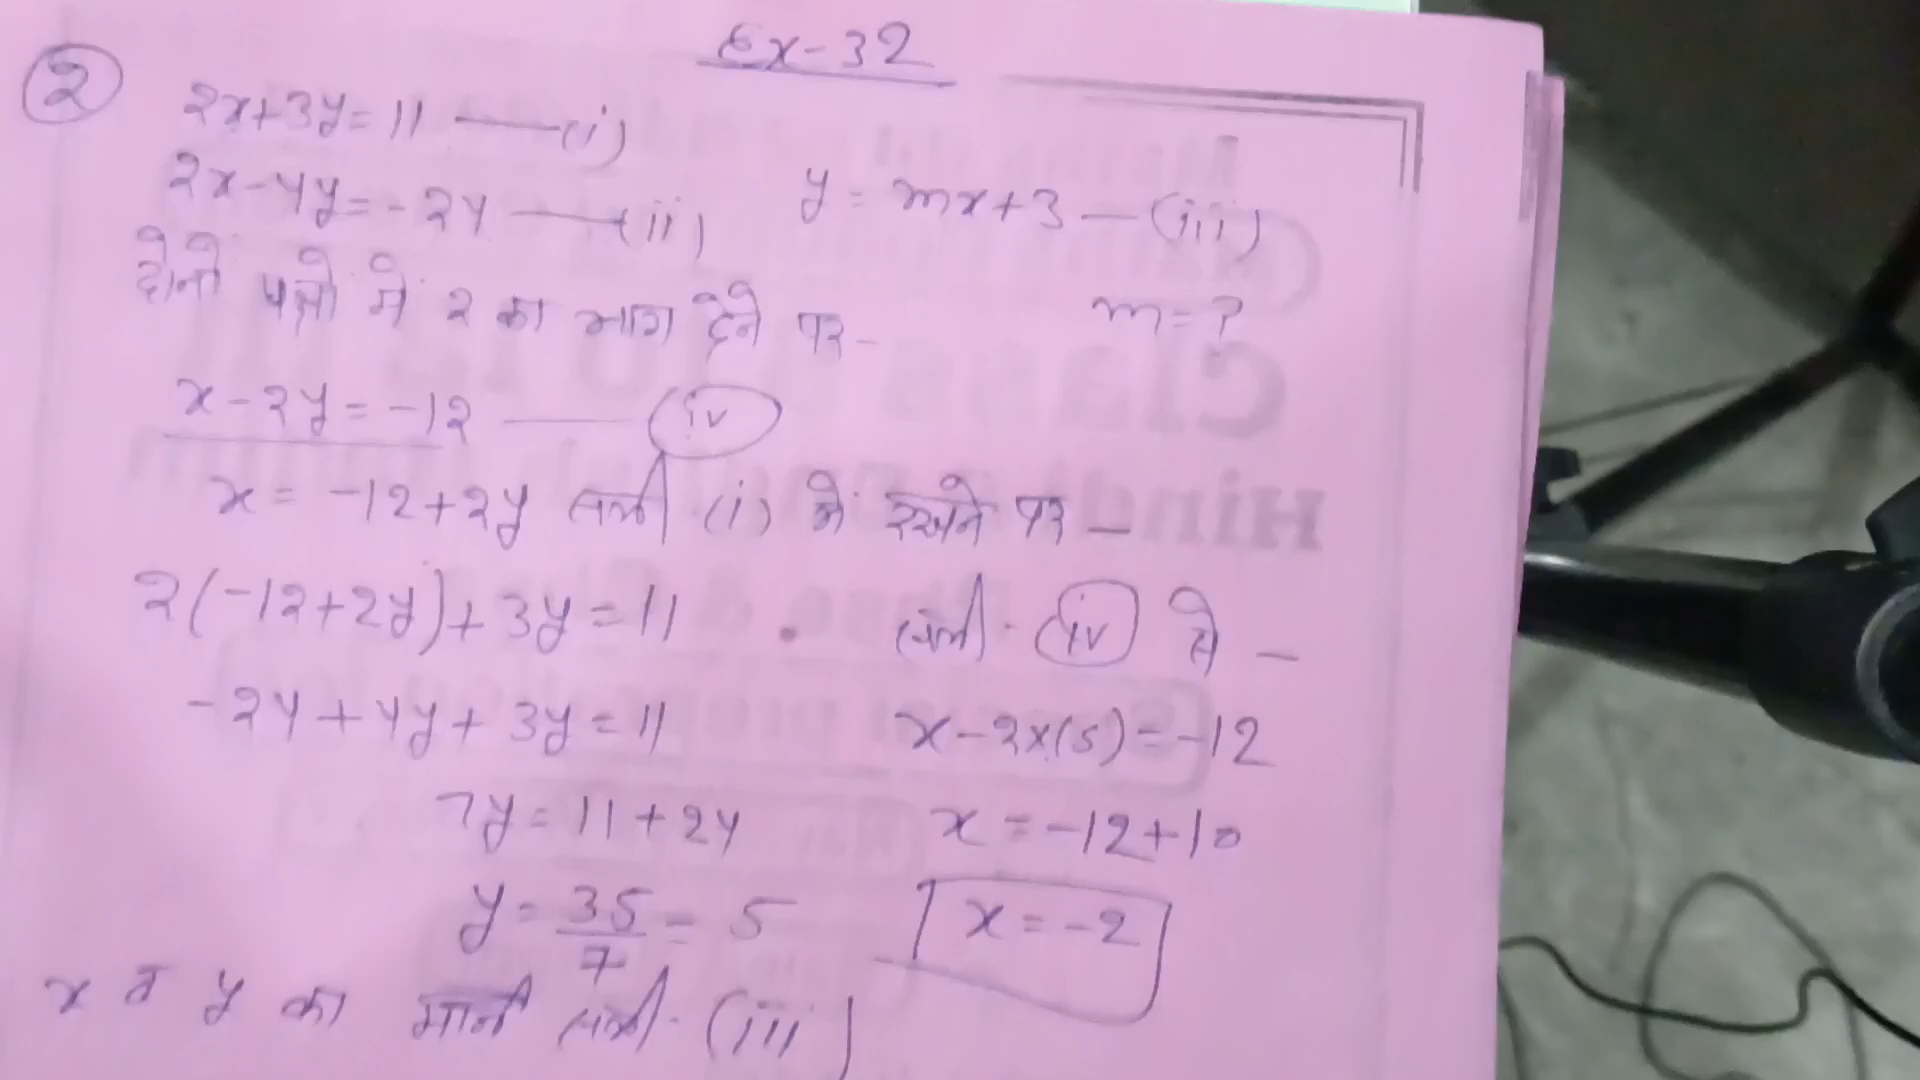 Ex-32
2
2x+3y=11 —(i)
2x-4y=-24 —(ii)
y = mx+3 —(iii)
दोनो पक्षो मे 2 का भाग देने पर-
m=?
x-2y=-12 — (iv)
x = -12+2y समी (i) मे रखने पर -
2(-12+2y)+3y=11
-24+4y+3y=11
7y=11+24
y = 35/7 = 5
समी. (iv) से -
x-2x(5)=-12
x = -12+10
x = -2
x व y का मान समी. (iii)